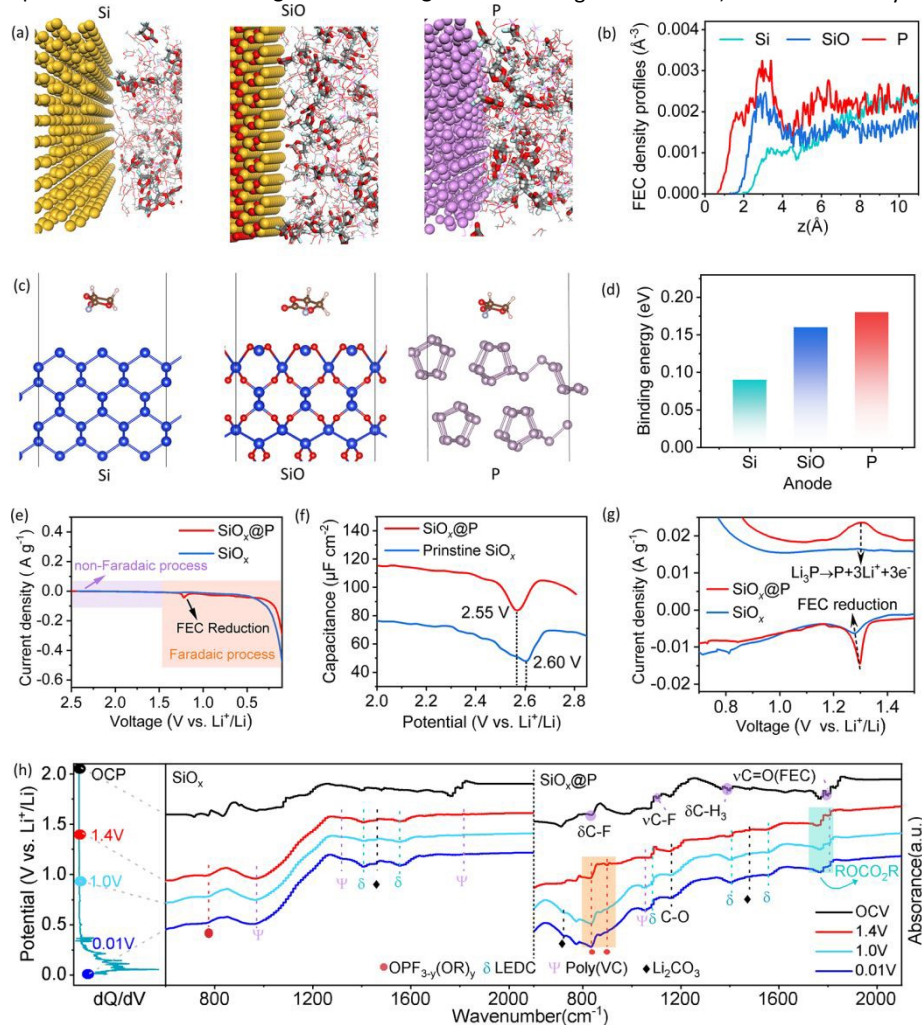 (a)
Si
SiO
P
(b)
Si
SiO
P
FEC density profiles(Å⁻³)
0.004
0.003
0.002
0.001
0.000
0
2
4
6
8
10
z(Å)
(c)
Si
SiO
P
(d)
Binding energy (eV)
0.20
0.15
0.10
0.05
0.00
Si
SiO
P
Anode
(e)
SiOₓ@P
SiOₓ
non-Faradaic process
FEC Reduction
Faradaic process
Current density (A g⁻¹)
0.4
0.2
0.0
-0.2
-0.4
-0.6
2.5
2.0
1.5
1.0
0.5
Voltage (V vs. Li⁺/Li)
(f)
SiOₓ@P
Prinstine SiOₓ
2.55 V
2.60 V
Capacitance (μF cm⁻²)
140
120
100
80
60
40
2.0
2.2
2.4
2.6
2.8
Potential (V vs. Li⁺/Li)
(g)
Li₃P→P+3Li⁺+3e⁻
SiOₓ@P
SiOₓ
FEC reduction
Current density (A g⁻¹)
0.02
0.01
0.00
-0.01
-0.02
0.8
1.0
1.2
1.4
Voltage (V vs. Li⁺/Li)
(h)
Potential (V vs. Li⁺/Li)
2.0
1.5
1.0
0.5
0.0
OCP
1.4V
1.0V
0.01V
dQ/dV
SiOₓ
Ψ
δ
♦
δ
Ψ
Ψ
SiOₓ@P
νC=O(FEC)
δC-F
νC-F
δC-H₃
ROCO₂R
Ψ
δ
C-O
δ
♦
δ
♦
OCV
1.4V
1.0V
0.01V
OPF₃₋ᵧ(OR)ᵧ
δ LEDC
Ψ Poly(VC)
♦ Li₂CO₃
800
1200
1600
2000
800
1200
1600
2000
Wavenumber(cm⁻¹)
Absorance(a.u.)